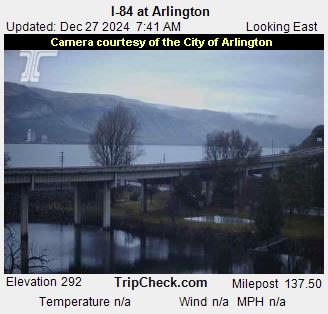 I-84 at Arlington
Updated: Dec 27 2024 7:41 AM Looking East
Camera courtesy of the City of Arlington
Elevation 292 TripCheck.com Milepost 137.50
Temperature n/a Wind n/a MPH n/a